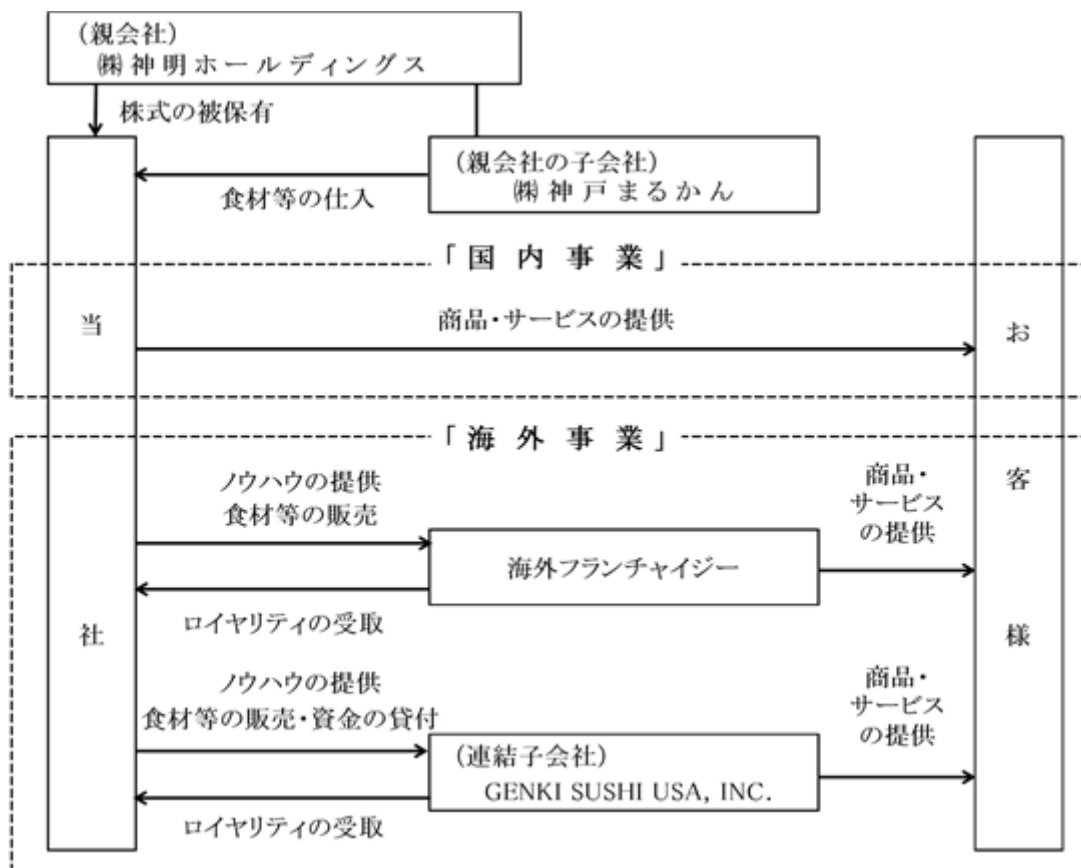 (親会社)
㈱神明ホールディングス
株式の被保有
(親会社の子会社)
㈱神戸まるかん
食材等の仕入
「国内事業」
商品・サービスの提供
「海外事業」
ノウハウの提供
食材等の販売
海外フランチャイジー
ロイヤリティの受取
商品・
サービス
の提供
ノウハウの提供
食材等の販売・資金の貸付
(連結子会社)
GENKI SUSHI USA, INC.
ロイヤリティの受取
商品・
サービス
の提供
当社
お客様